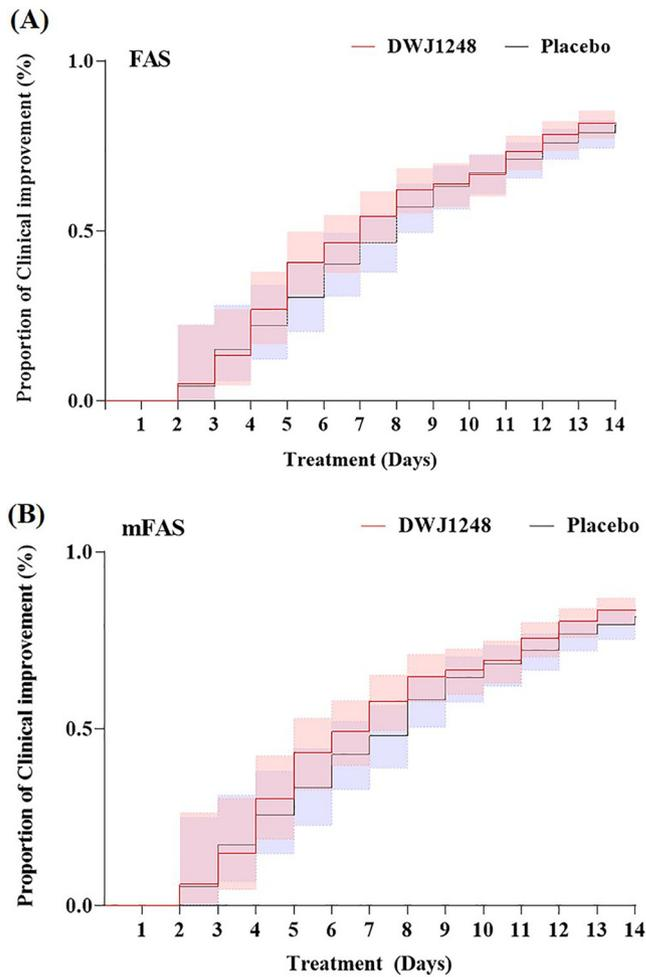 (A)
FAS
DWJ1248
Placebo
Proportion of Clinical improvement (%)
1.0
0.5
0.0
1 2 3 4 5 6 7 8 9 10 11 12 13 14
Treatment (Days)
(B)
mFAS
DWJ1248
Placebo
Proportion of Clinical improvement (%)
1.0
0.5
0.0
1 2 3 4 5 6 7 8 9 10 11 12 13 14
Treatment (Days)